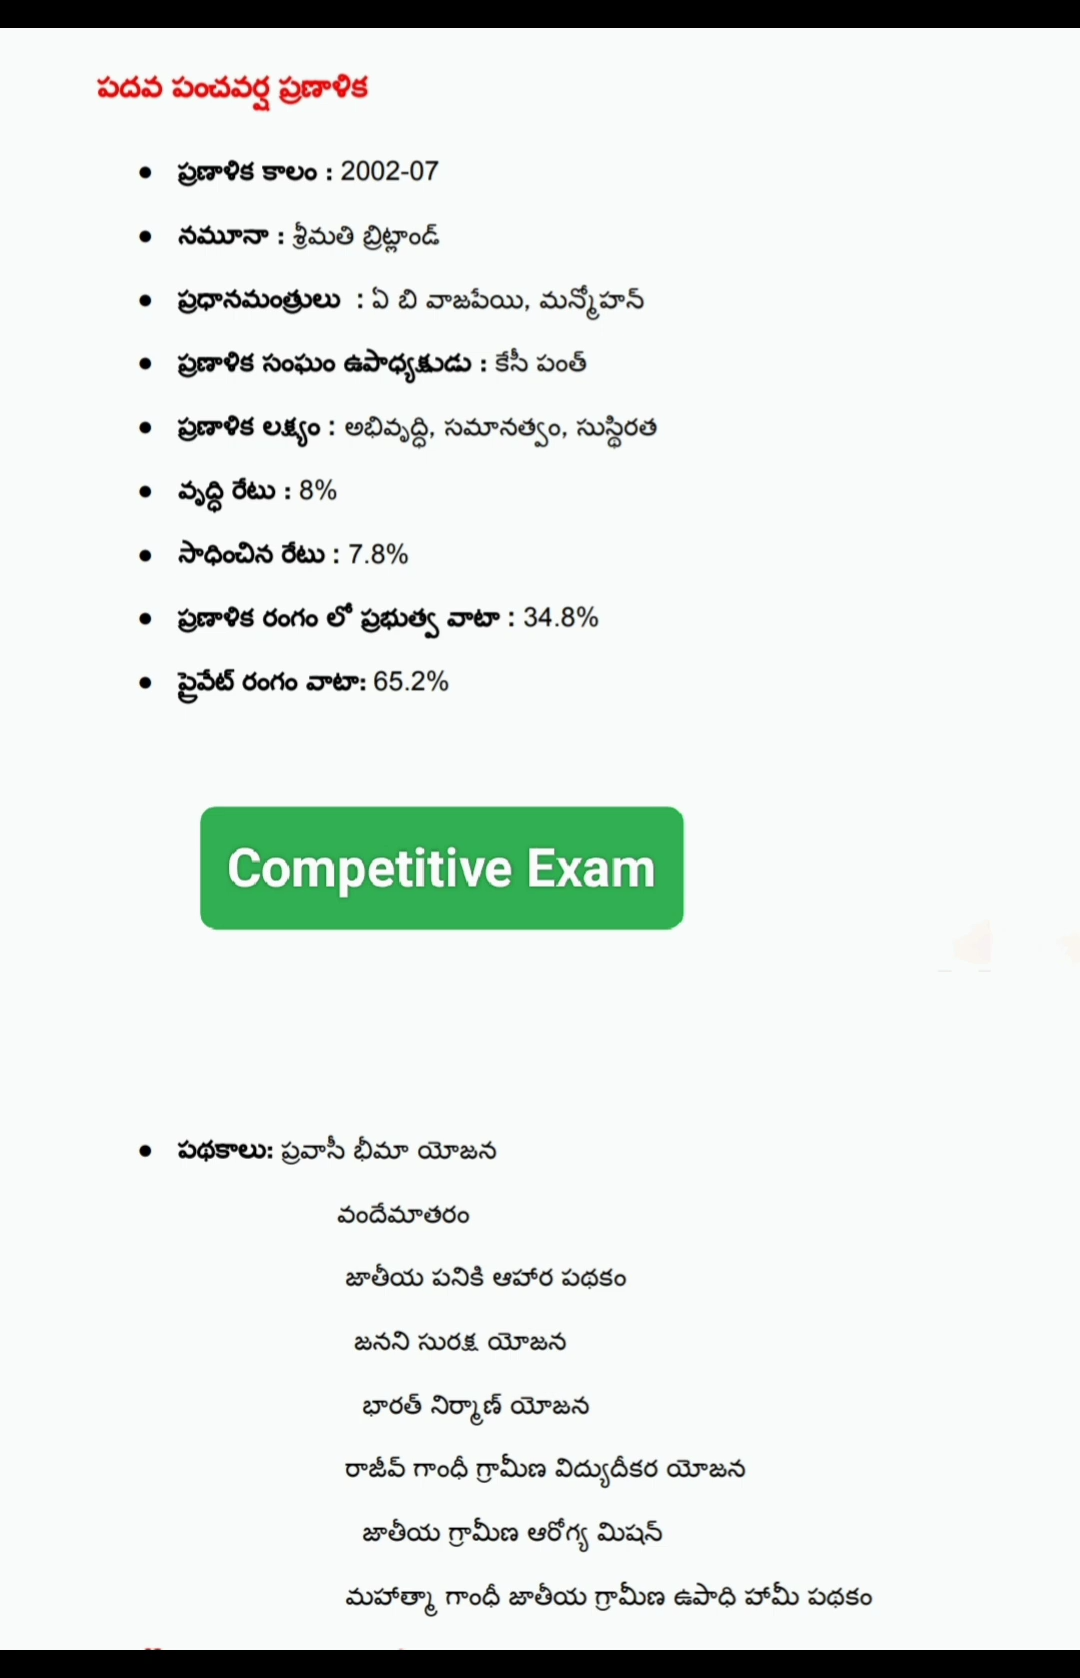 పదవ పంచవర్ష ప్రణాళిక
● ప్రణాళిక కాలం : 2002-07
● నమూనా : శ్రీమతి బ్రిట్లాండ్
● ప్రధానమంత్రులు : ఏ బి వాజపేయి, మన్మోహన్
● ప్రణాళిక సంఘం ఉపాధ్యక్షుడు : కేసీ పంత్
● ప్రణాళిక లక్ష్యం : అభివృద్ధి, సమానత్వం, సుస్థిరత
● వృద్ధి రేటు : 8%
● సాధించిన రేటు : 7.8%
● ప్రణాళిక రంగం లో ప్రభుత్వ వాటా : 34.8%
● ప్రైవేట్ రంగం వాటా: 65.2%
Competitive Exam
● పథకాలు: ప్రవాసీ భీమా యోజన
వందేమాతరం
జాతీయ పనికి ఆహార పథకం
జనని సురక్ష యోజన
భారత్ నిర్మాణ్ యోజన
రాజీవ్ గాంధీ గ్రామీణ విద్యుదీకర యోజన
జాతీయ గ్రామీణ ఆరోగ్య మిషన్
మహాత్మా గాంధీ జాతీయ గ్రామీణ ఉపాధి హామీ పథకం